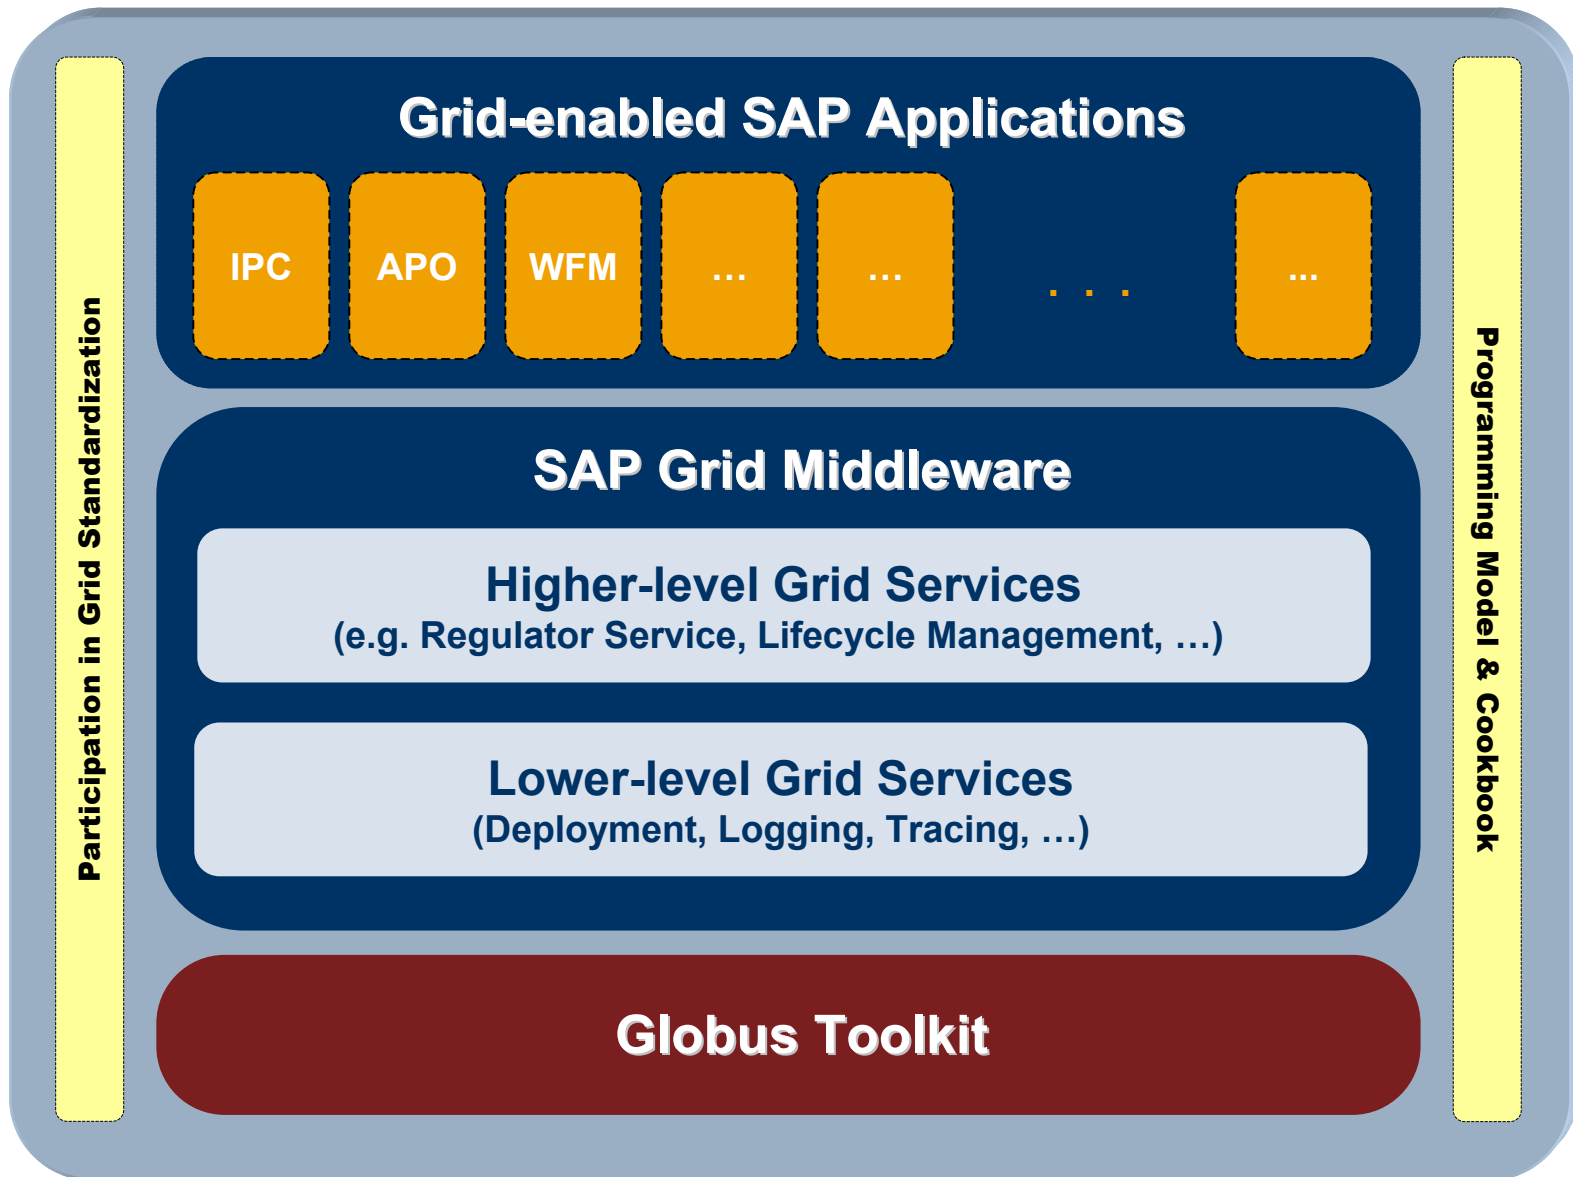 Grid-enabled SAP Applications
IPC
APO
WFM
…
…
. . .
...
SAP Grid Middleware
Higher-level Grid Services
(e.g. Regulator Service, Lifecycle Management, …)
Lower-level Grid Services
(Deployment, Logging, Tracing, …)
Globus Toolkit
Participation in Grid Standardization
Programming Model & Cookbook